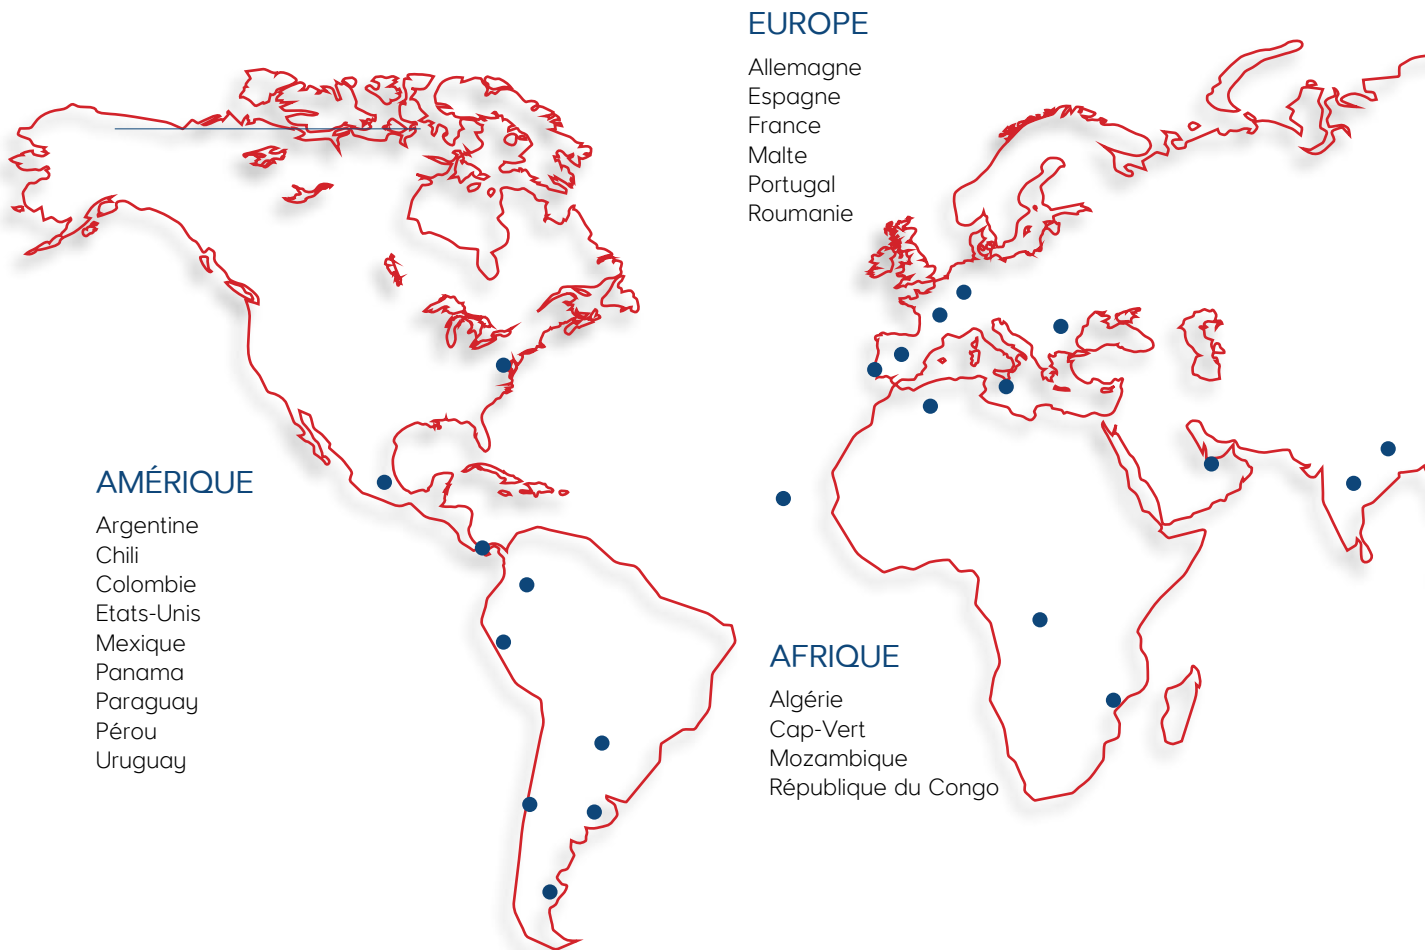 EUROPE
Allemagne
Espagne
France
Malte
Portugal
Roumanie
AMÉRIQUE
Argentine
Chili
Colombie
Etats-Unis
Mexique
Panama
Paraguay
Pérou
Uruguay
AFRIQUE
Algérie
Cap-Vert
Mozambique
République du Congo